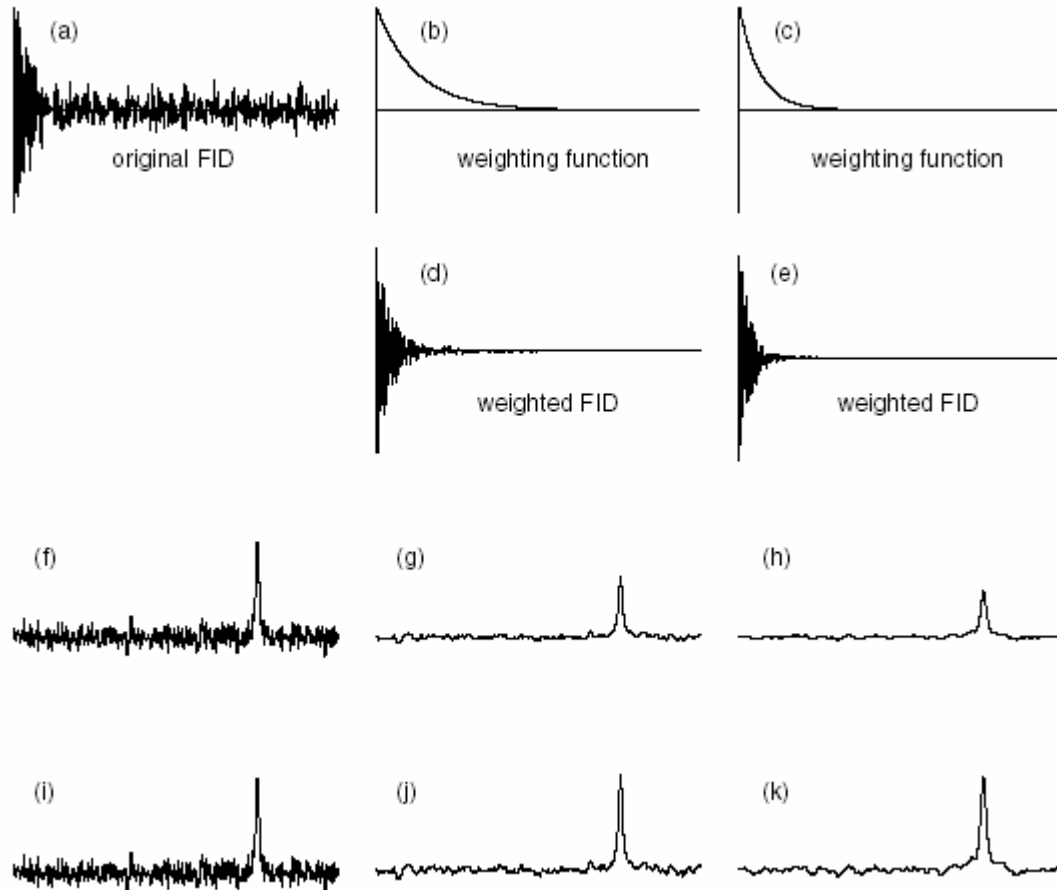 (a)
(b)
(c)
original FID
weighting function
weighting function
(d)
(e)
weighted FID
weighted FID
(f)
(g)
(h)
(i)
(j)
(k)